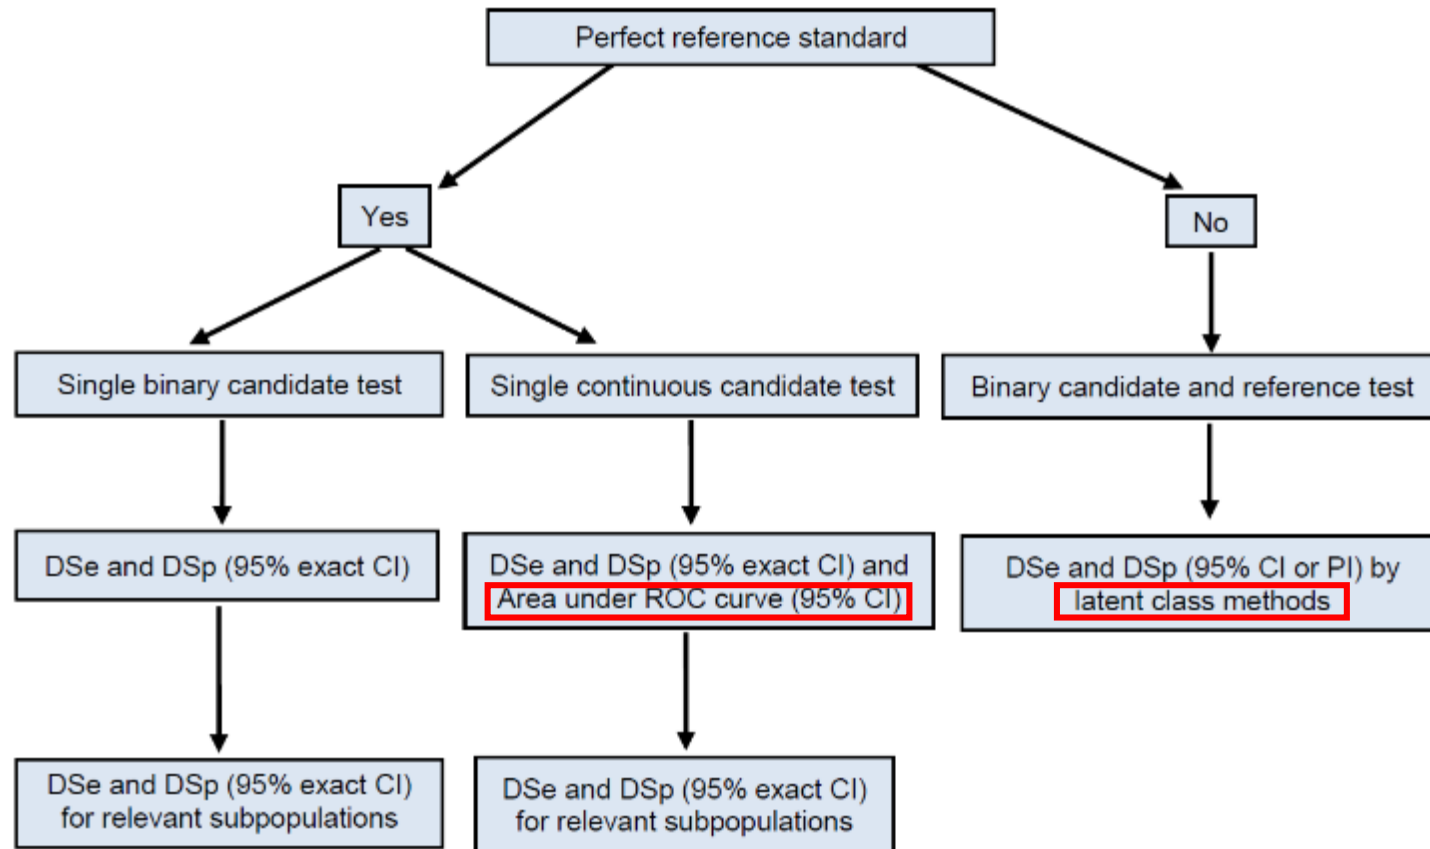 Perfect reference standard
Yes
No
Single binary candidate test
Single continuous candidate test
Binary candidate and reference test
DSe and DSp (95% exact CI)
DSe and DSp (95% exact CI) and
Area under ROC curve (95% CI)
DSe and DSp (95% CI or PI) by
latent class methods
DSe and DSp (95% exact CI)
for relevant subpopulations
DSe and DSp (95% exact CI)
for relevant subpopulations